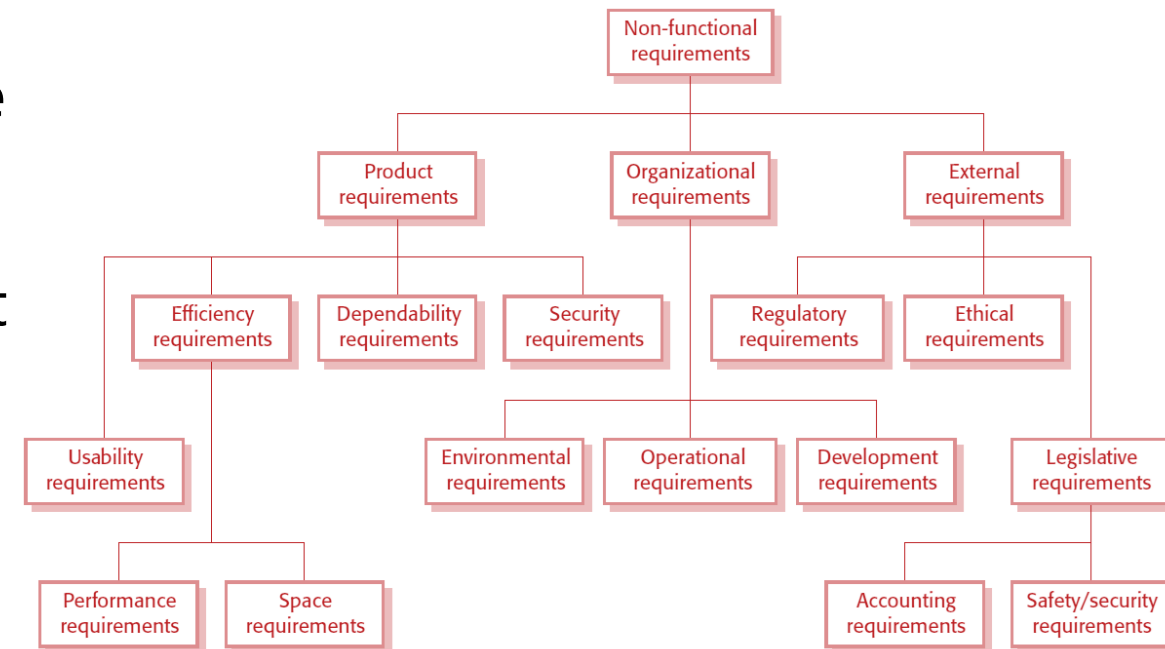 e
t
Non-functional
requirements
Product
requirements
Organizational
requirements
External
requirements
Efficiency
requirements
Dependability
requirements
Security
requirements
Regulatory
requirements
Ethical
requirements
Usability
requirements
Environmental
requirements
Operational
requirements
Development
requirements
Legislative
requirements
Performance
requirements
Space
requirements
Accounting
requirements
Safety/security
requirements